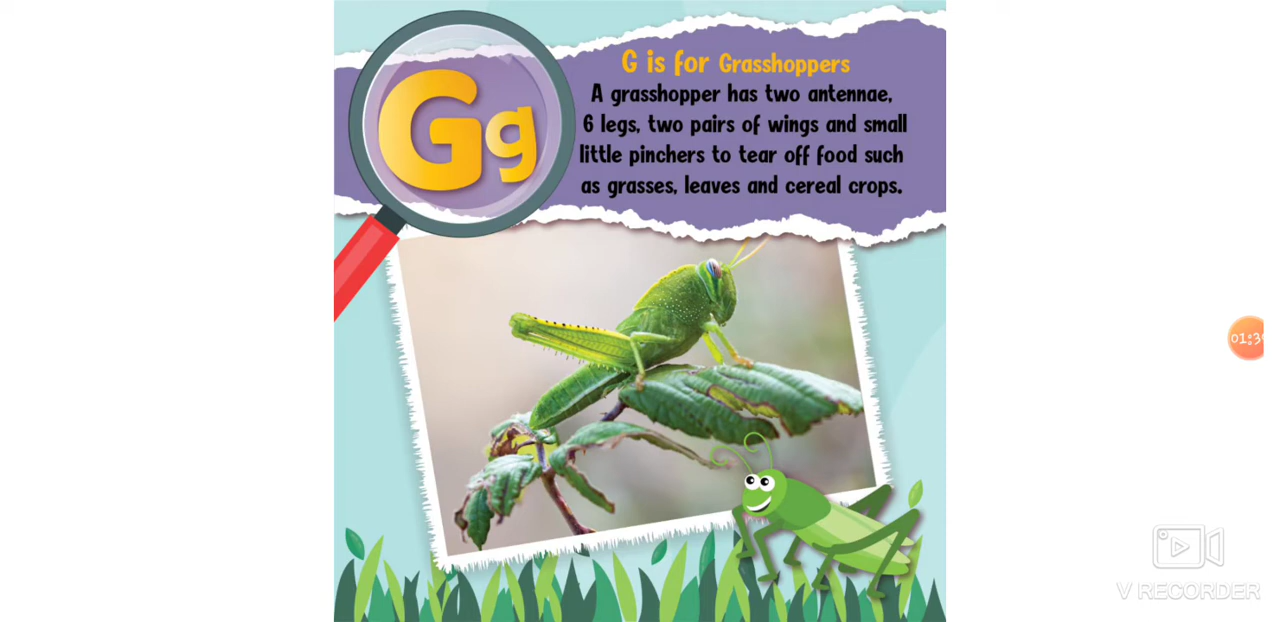 Gg
G is for Grasshoppers
A grasshopper has two antennae,
6 legs, two pairs of wings and small
little pinchers to tear off food such
as grasses, leaves and cereal crops.
V RECORDER